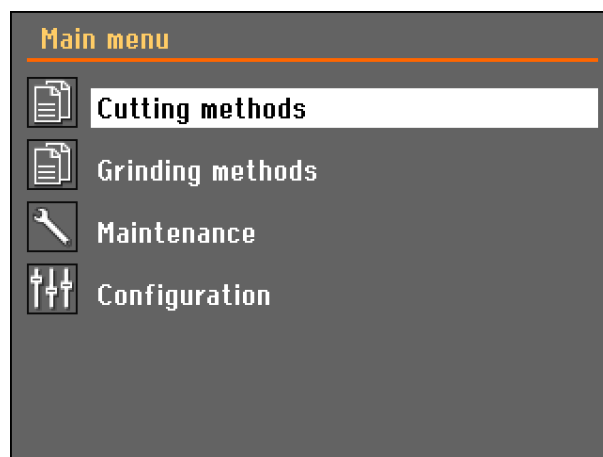 Main menu
Cutting methods
Grinding methods
Maintenance
Configuration